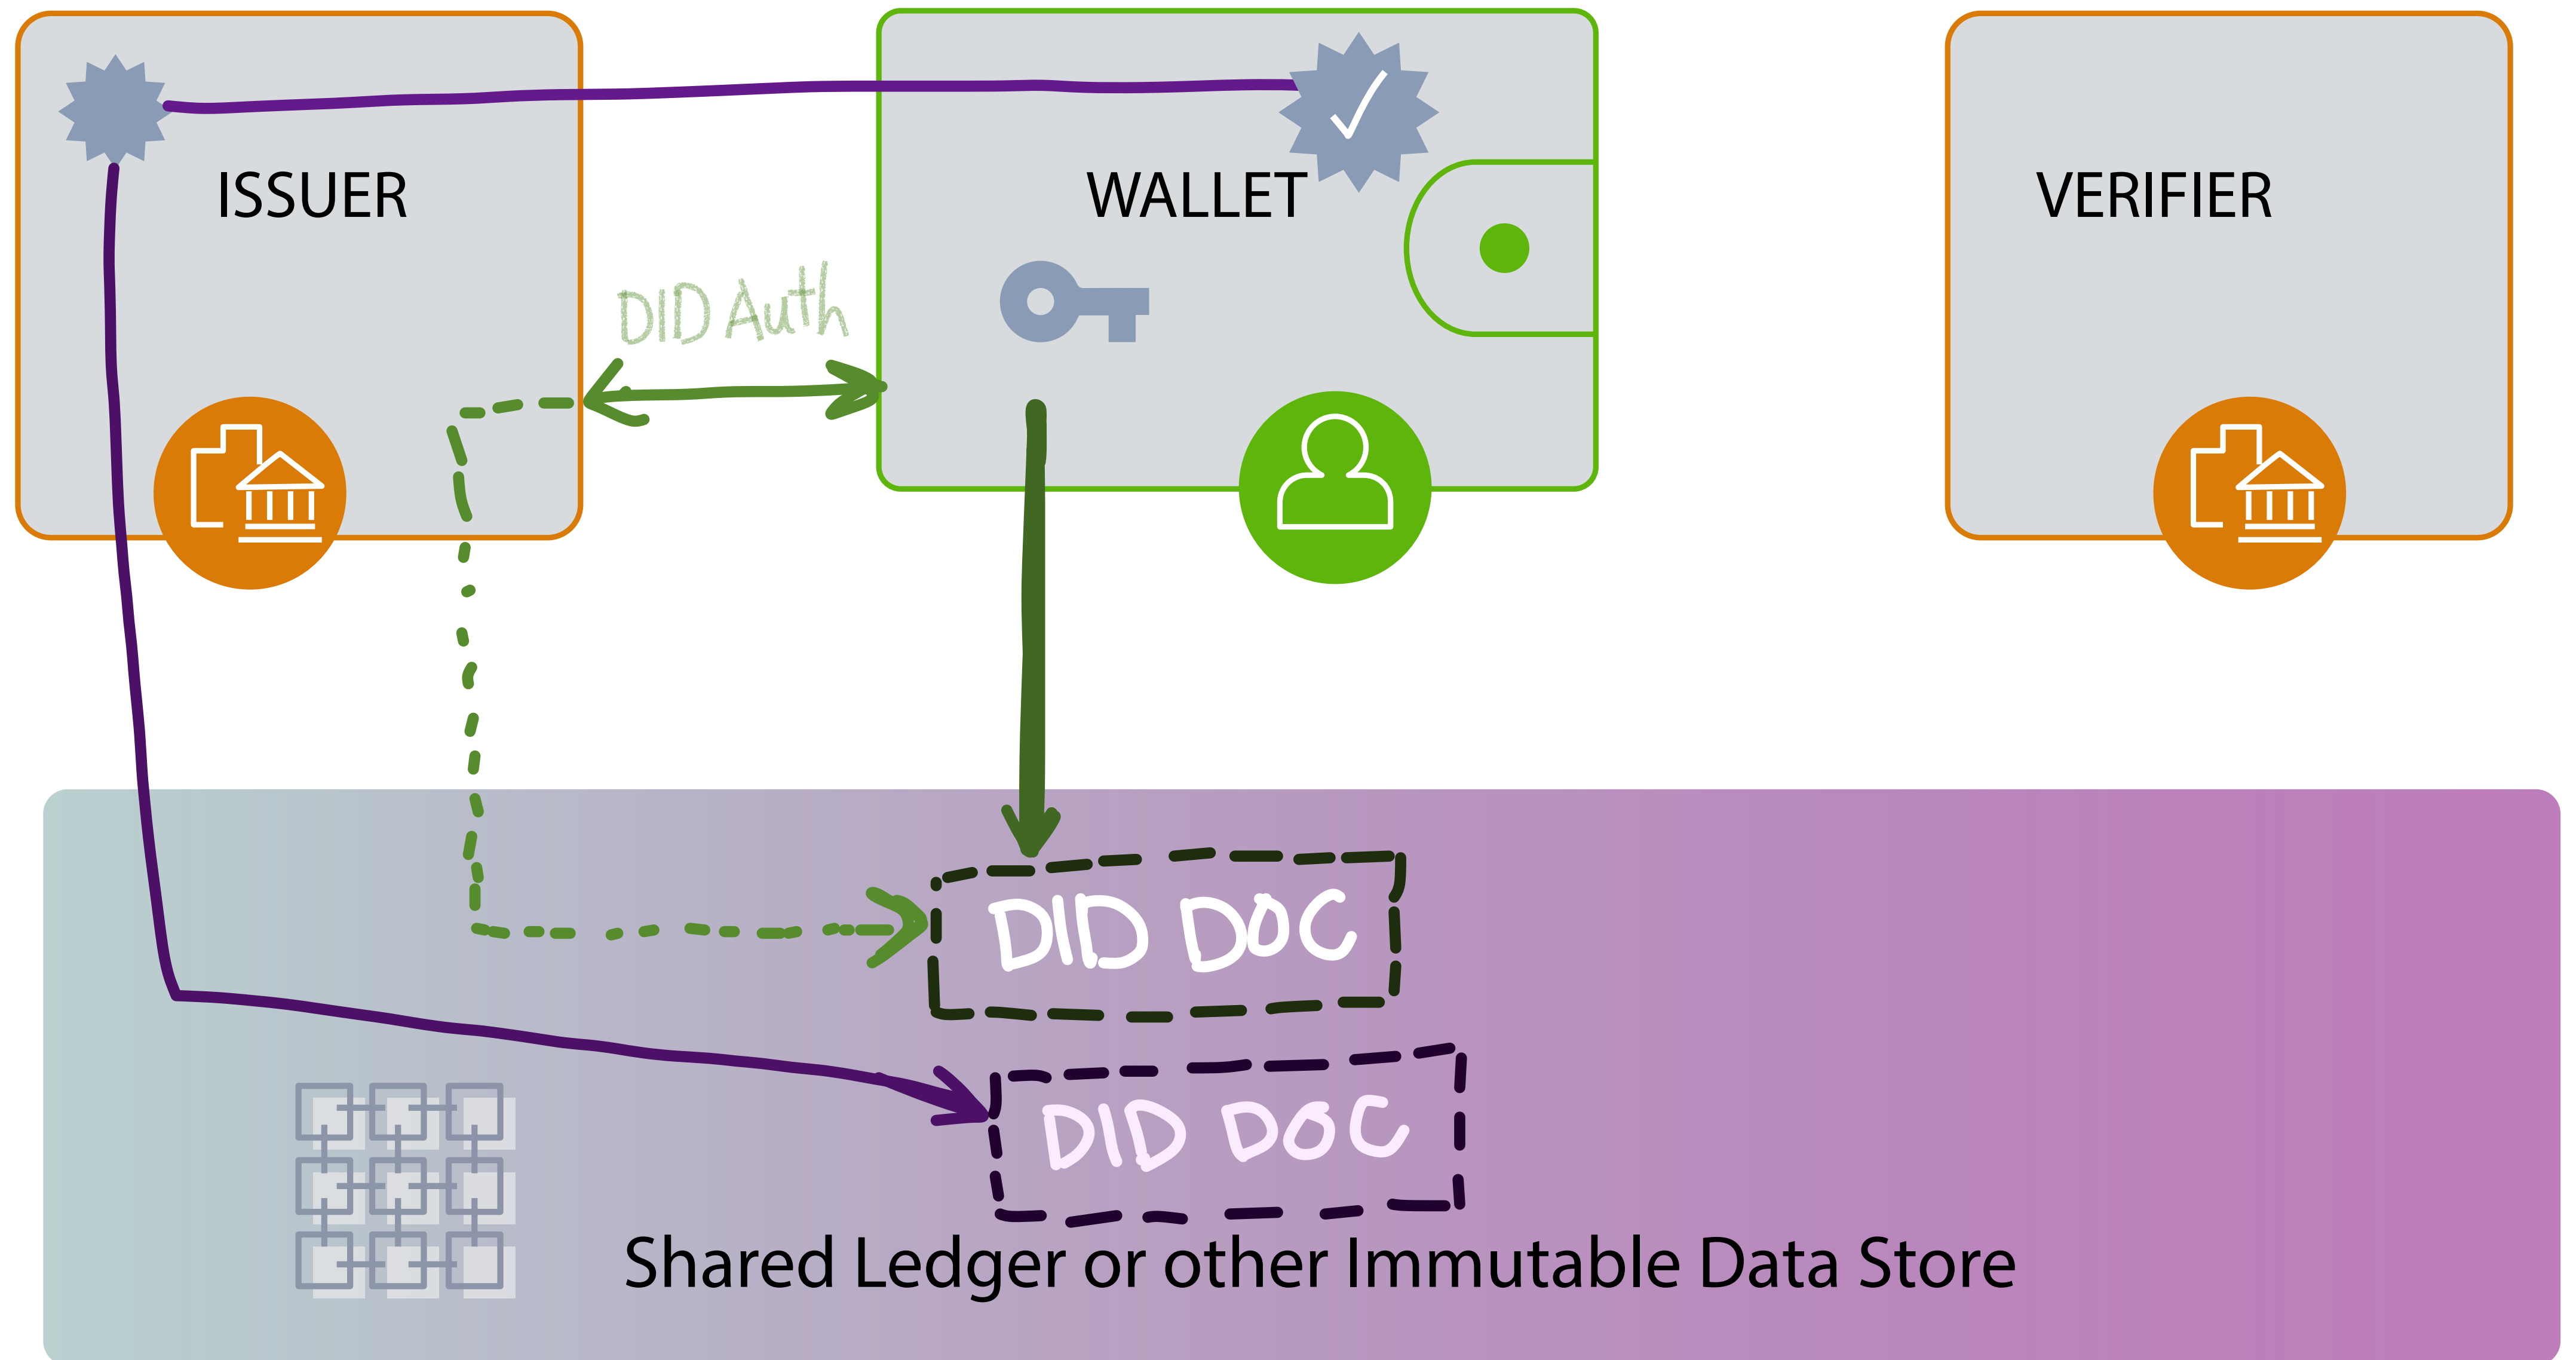 ISSUER
WALLET
VERIFIER
DID Auth
DID DOC
DID DOC
Shared Ledger or other Immutable Data Store